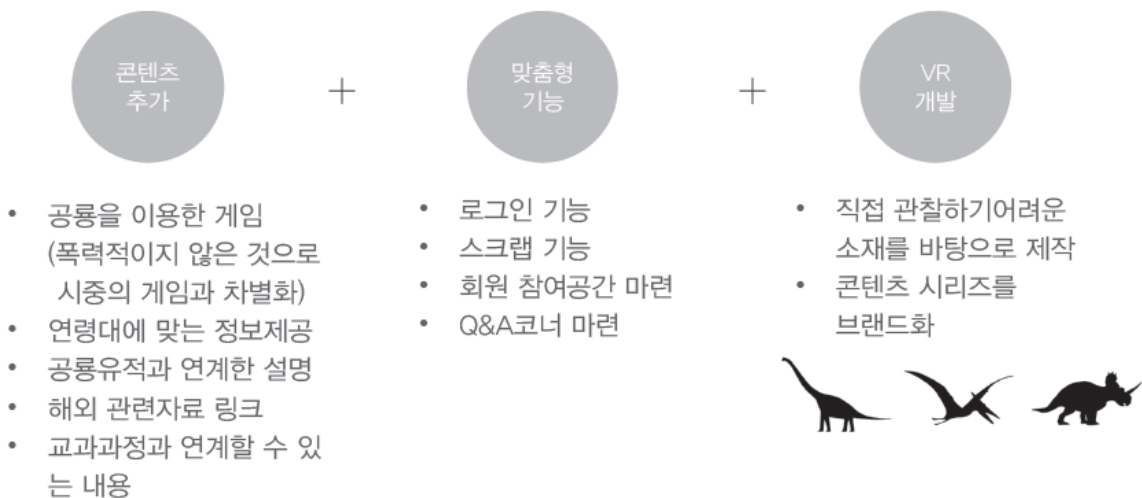 콘텐츠
추가
+
맞춤형
기능
+
VR
개발
• 공룡을 이용한 게임
(폭력적이지 않은 것으로
시중의 게임과 차별화)
• 연령대에 맞는 정보제공
• 공룡유적과 연계한 설명
• 해외 관련자료 링크
• 교과과정과 연계할 수 있
는 내용
• 로그인 기능
• 스크랩 기능
• 회원 참여공간 마련
• Q&A코너 마련
• 직접 관찰하기어려운
소재를 바탕으로 제작
• 콘텐츠 시리즈를
브랜드화